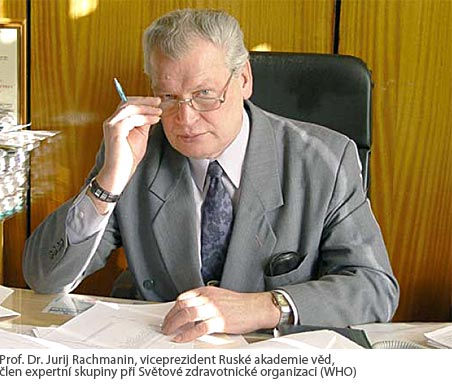 Prof. Dr. Jurij Rachmanin, viceprezident Ruské akademie věd,
člen expertní skupiny při Světové zdravotnické organizaci (WHO)